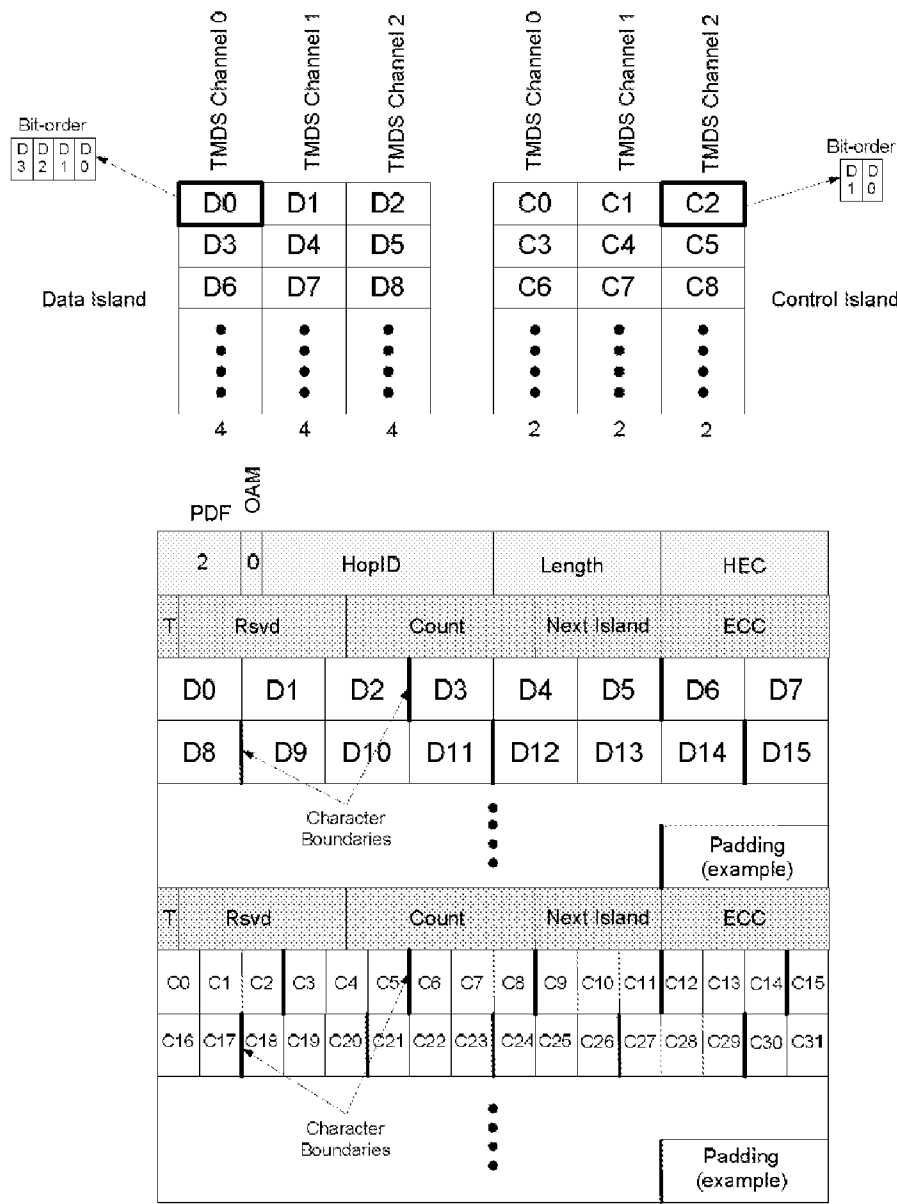 TMDS Channel 0
TMDS Channel 1
TMDS Channel 2
TMDS Channel 0
TMDS Channel 1
TMDS Channel 2
Bit-order
D3 D2 D1 D0
Bit-order
D1 D0
D0 D1 D2
C0 C1 C2
D3 D4 D5
C3 C4 C5
D6 D7 D8
C6 C7 C8
Data Island
Control Island
4 4 4
2 2 2
PDF OAM
2 0 HopID Length HEC
T Rsvd Count Next Island ECC
D0 D1 D2 D3 D4 D5 D6 D7
D8 D9 D10 D11 D12 D13 D14 D15
Character
Boundaries
Padding
(example)
T Rsvd Count Next Island ECC
C0 C1 C2 C3 C4 C5 C6 C7 C8 C9 C10 C11 C12 C13 C14 C15
C16 C17 C18 C19 C20 C21 C22 C23 C24 C25 C26 C27 C28 C29 C30 C31
Character
Boundaries
Padding
(example)